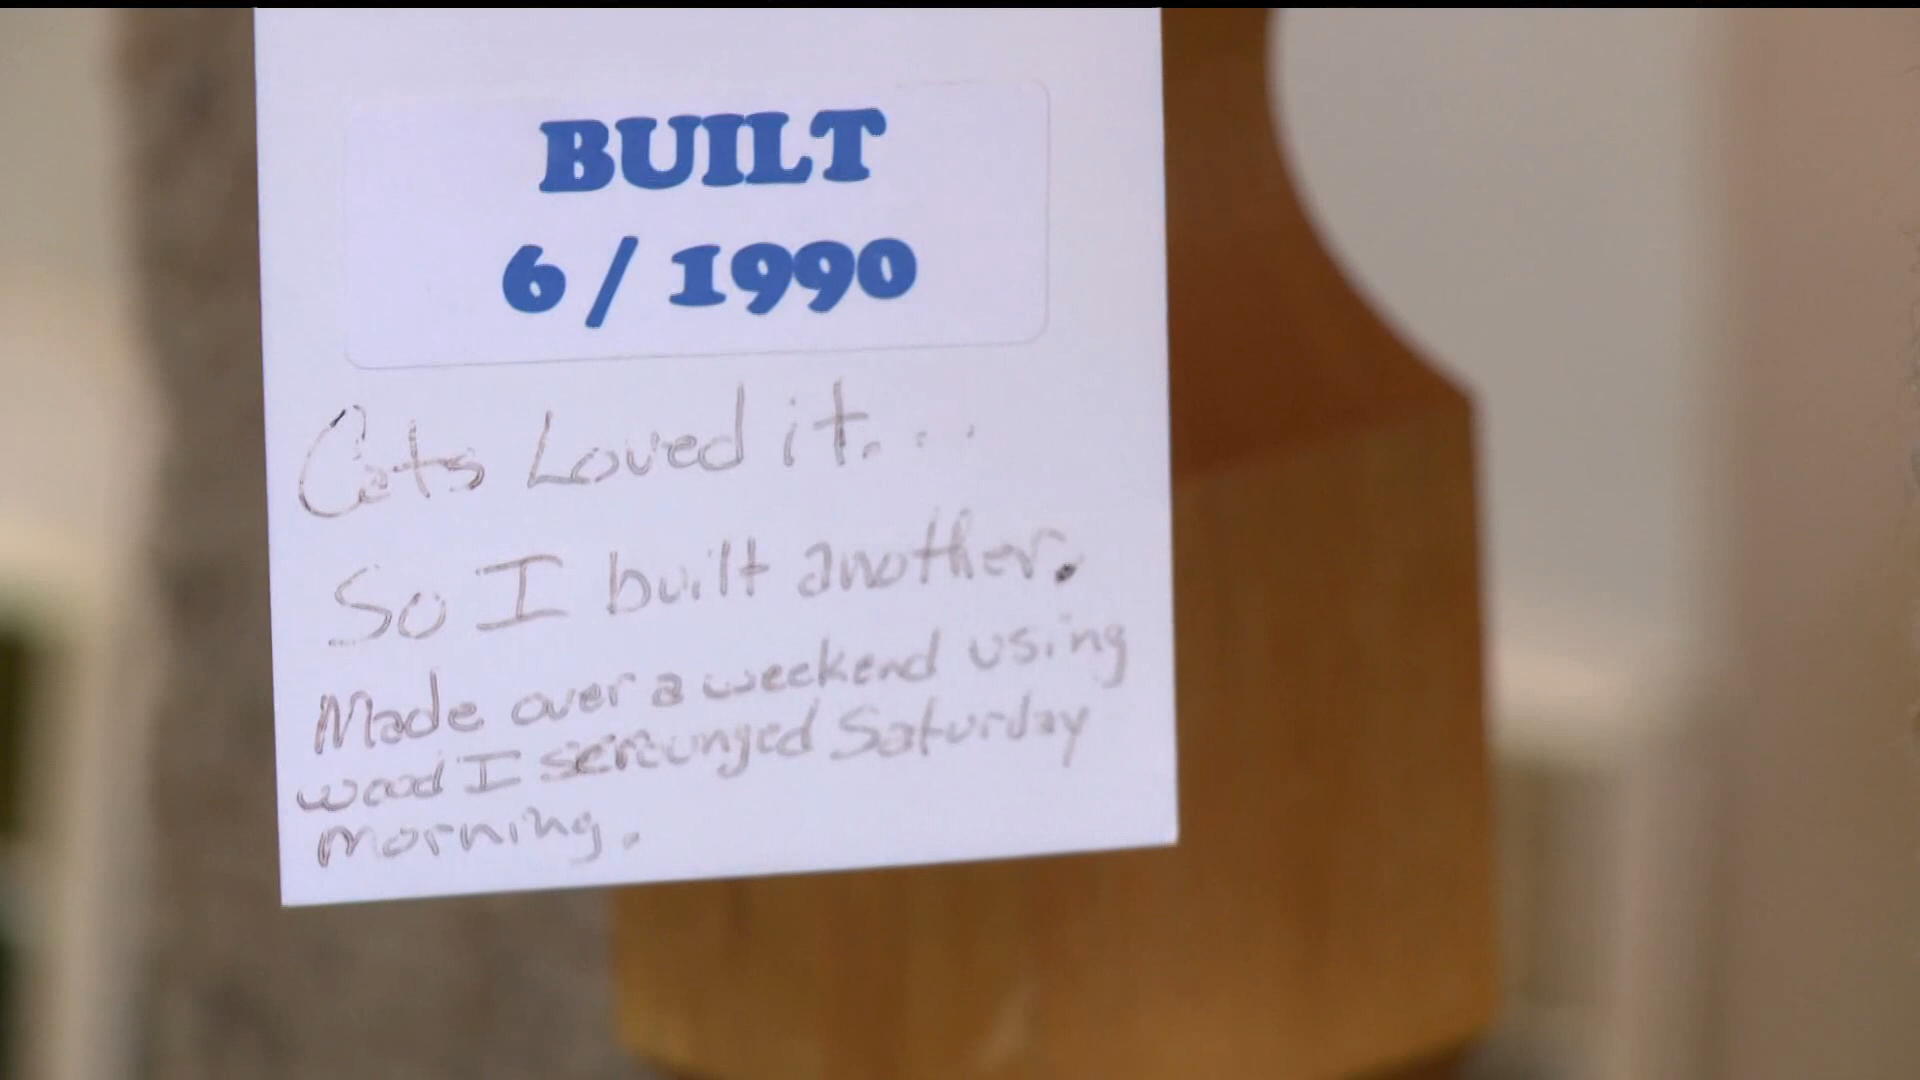 BUILT
6 / 1990
Cats Loved it. . .
So I built another.
Made over a weekend using
wood I scrounged Saturday
morning.